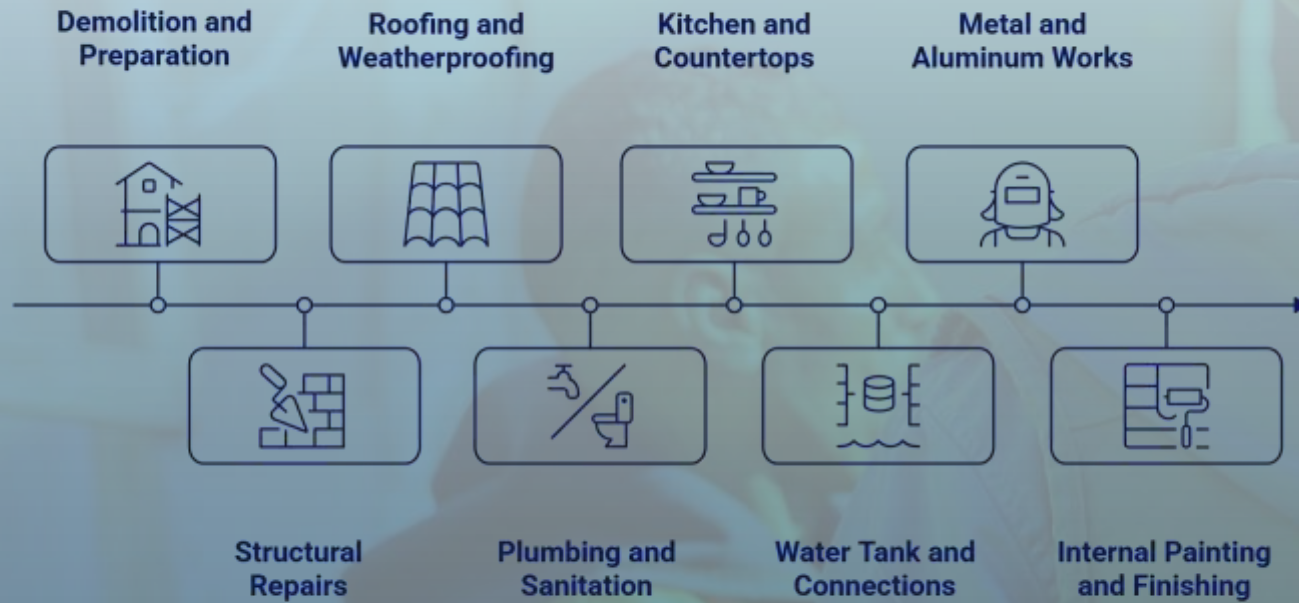 Demolition and
Preparation
Roofing and
Weatherproofing
Kitchen and
Countertops
Metal and
Aluminum Works
Structural
Repairs
Plumbing and
Sanitation
Water Tank and
Connections
Internal Painting
and Finishing